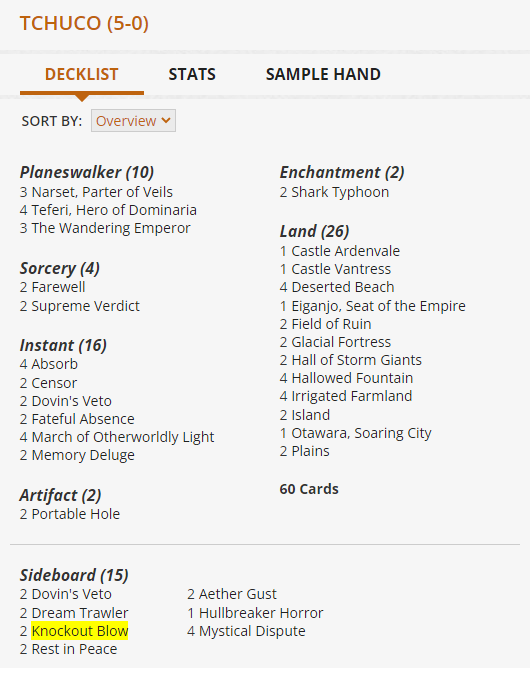 TCHUCO (5-0)
DECKLIST
STATS
SAMPLE HAND
SORT BY: Overview
Planeswalker (10)
3 Narset, Parter of Veils
4 Teferi, Hero of Dominaria
3 The Wandering Emperor
Sorcery (4)
2 Farewell
2 Supreme Verdict
Instant (16)
4 Absorb
2 Censor
2 Dovin's Veto
2 Fateful Absence
4 March of Otherworldly Light
2 Memory Deluge
Artifact (2)
2 Portable Hole
Enchantment (2)
2 Shark Typhoon
Land (26)
1 Castle Ardenvale
1 Castle Vantress
4 Deserted Beach
1 Eiganjo, Seat of the Empire
2 Field of Ruin
2 Glacial Fortress
2 Hall of Storm Giants
4 Hallowed Fountain
4 Irrigated Farmland
2 Island
1 Otawara, Soaring City
2 Plains
60 Cards
Sideboard (15)
2 Dovin's Veto
2 Dream Trawler
2 Knockout Blow
2 Rest in Peace
2 Aether Gust
1 Hullbreaker Horror
4 Mystical Dispute